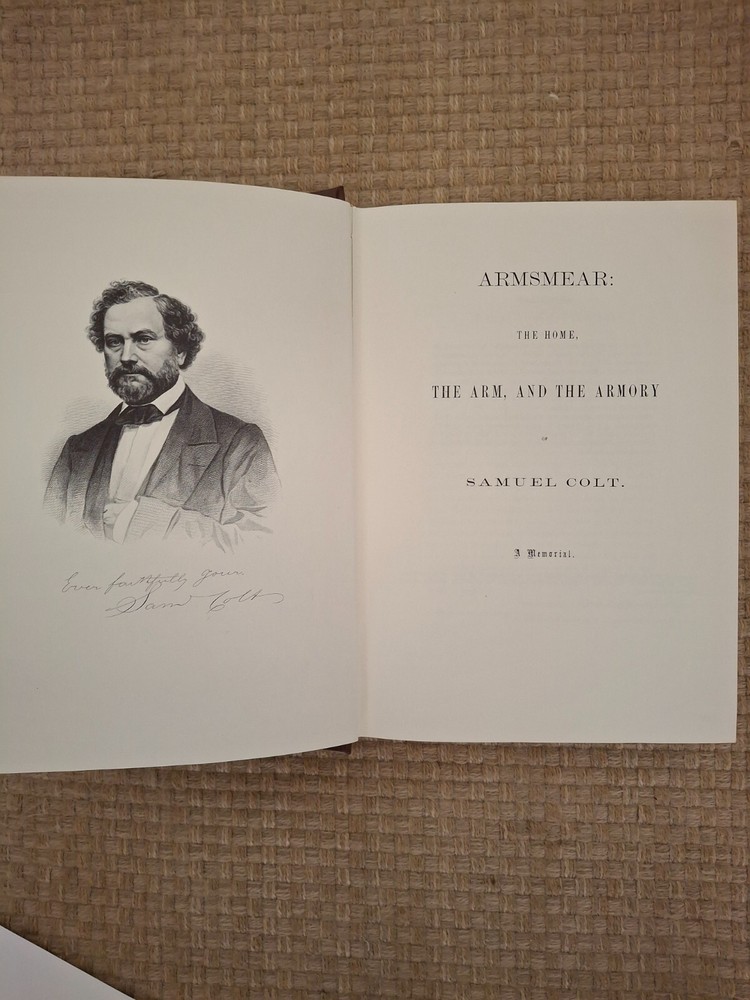 Ever faithfully yours
Saml Colt
ARMSMEAR:
THE HOME,
THE ARM, AND THE ARMORY
OF
SAMUEL COLT.
A Memorial.